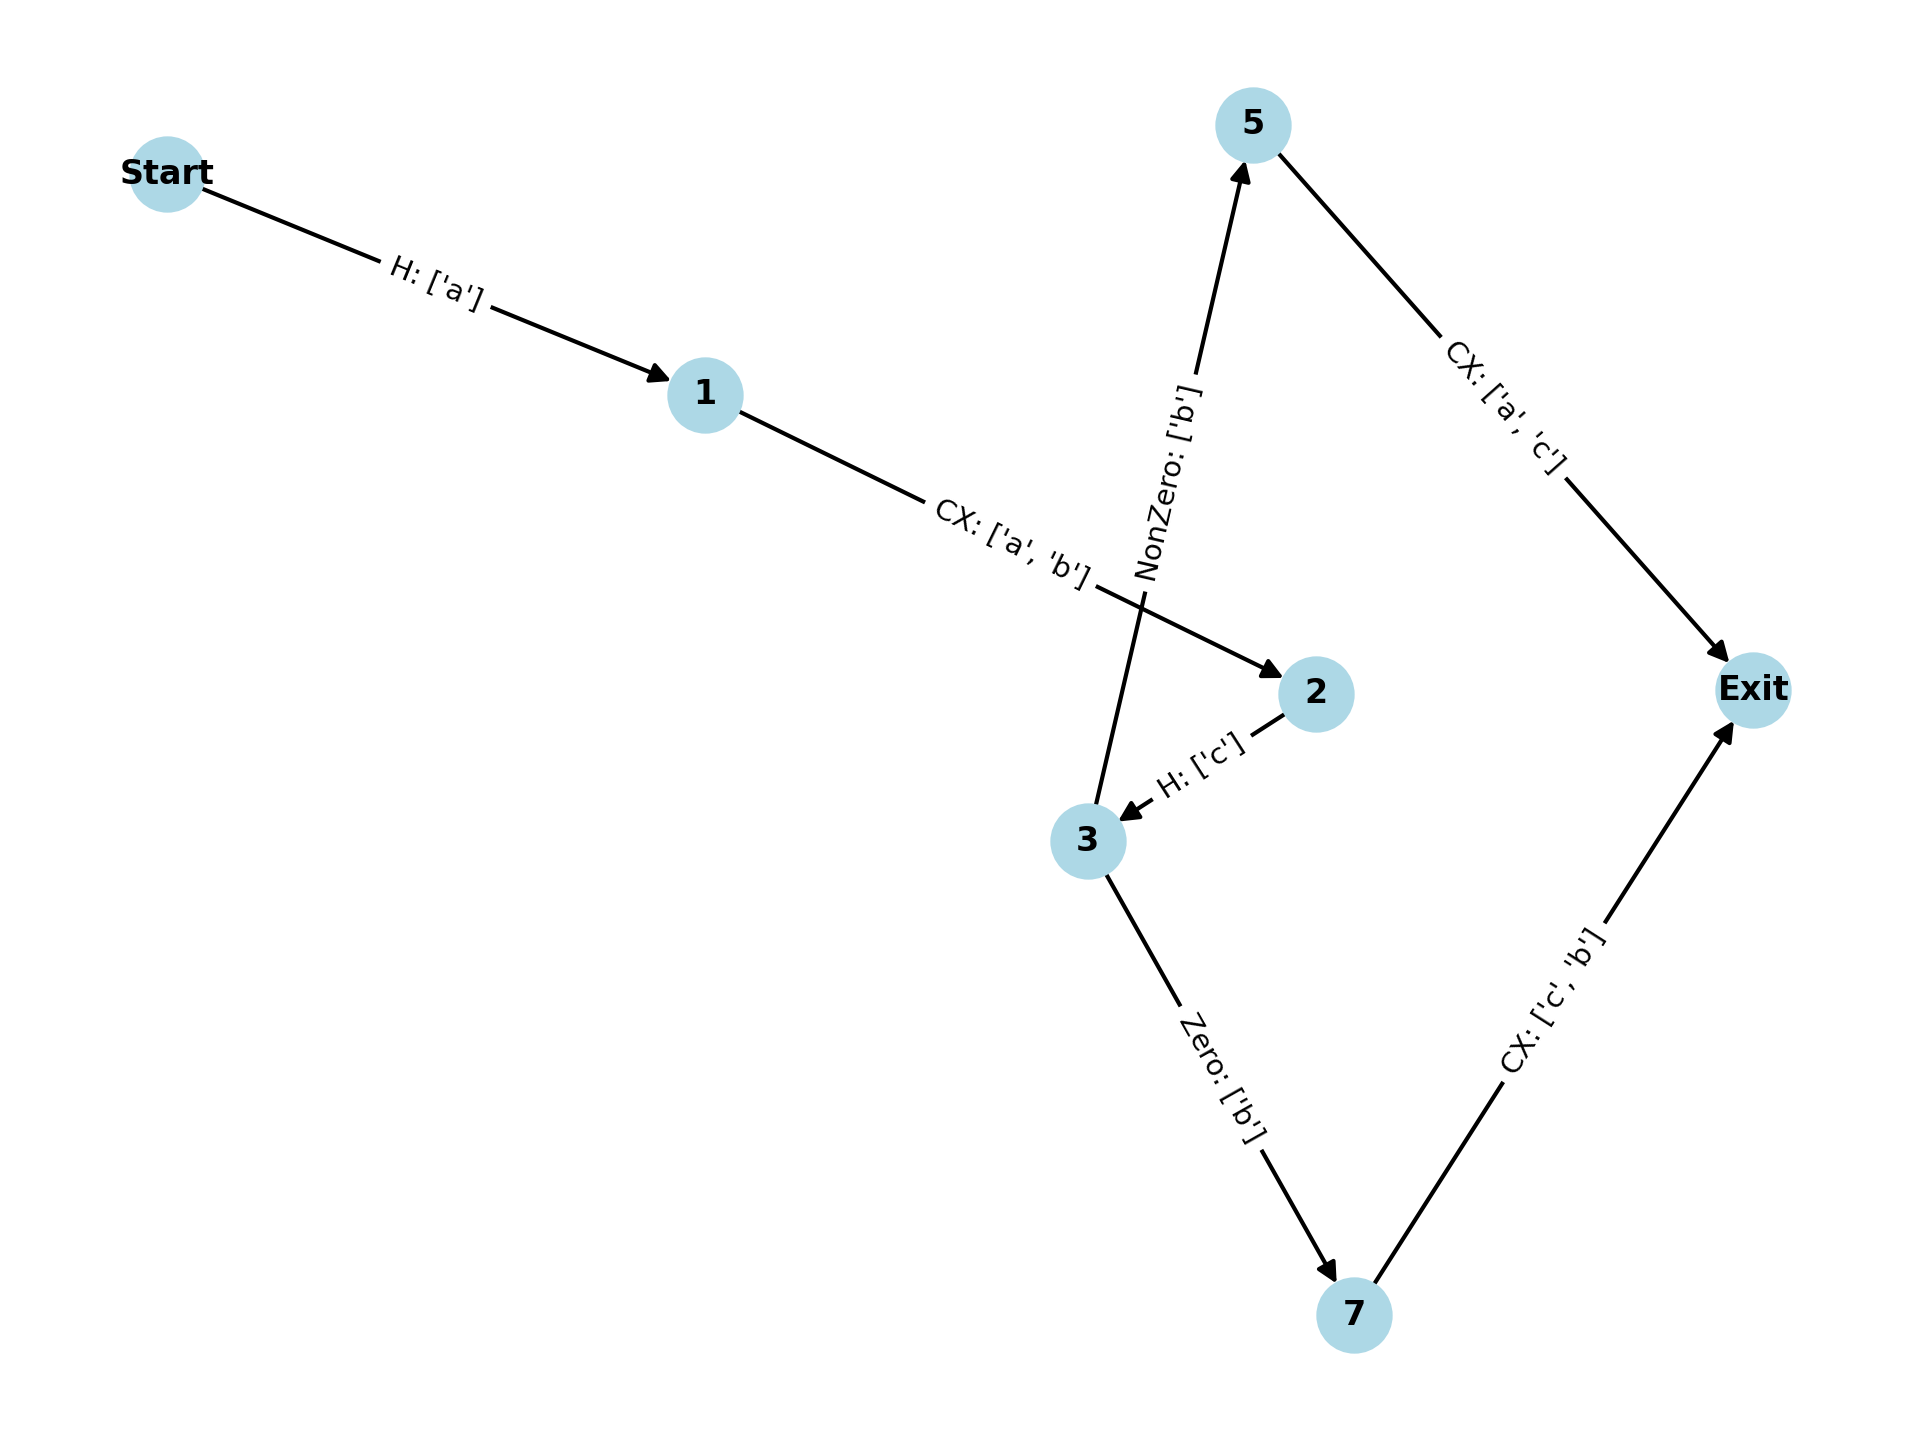 5
Start
H: ['a']
1
CX: ['a', 'c']
NonZero: ['b']
CX: ['a', 'b']
2
Exit
H: ['c']
3
CX: ['c', 'b']
Zero: ['b']
7